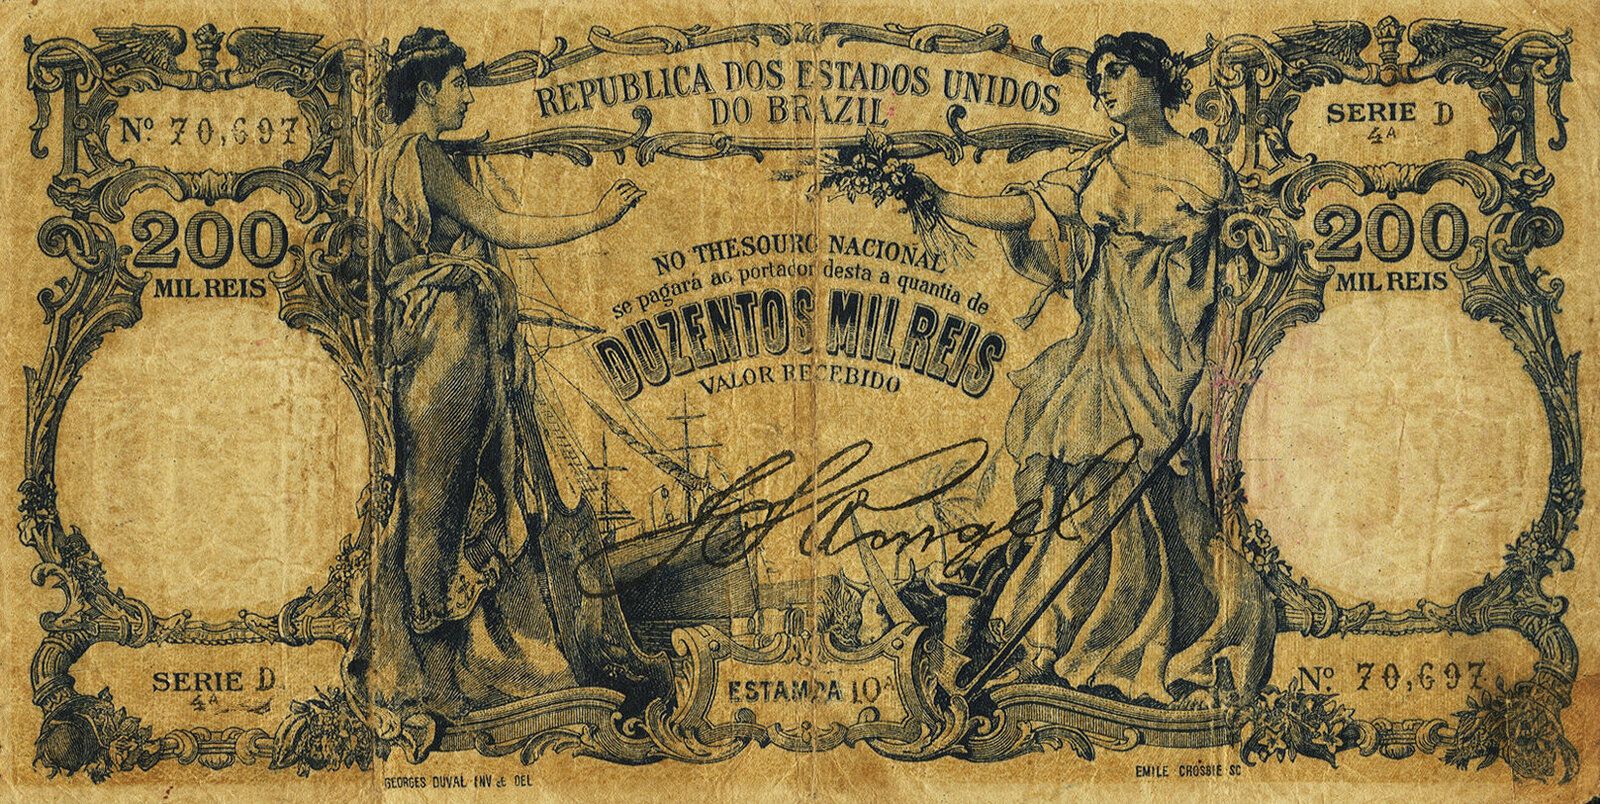 REPUBLICA DOS ESTADOS UNIDOS
DO BRAZIL
Nº 70,697
SERIE D
4A
200
MIL REIS
200
MIL REIS
NO THESOURO NACIONAL
se pagará ao portador desta a quantia de
DUZENTOS MIL REIS
VALOR RECEBIDO
SERIE D
4A
ESTAMPA 10A
Nº 70,697
GEORGES DUVAL INV et DEL
EMILE CROSBIE SC